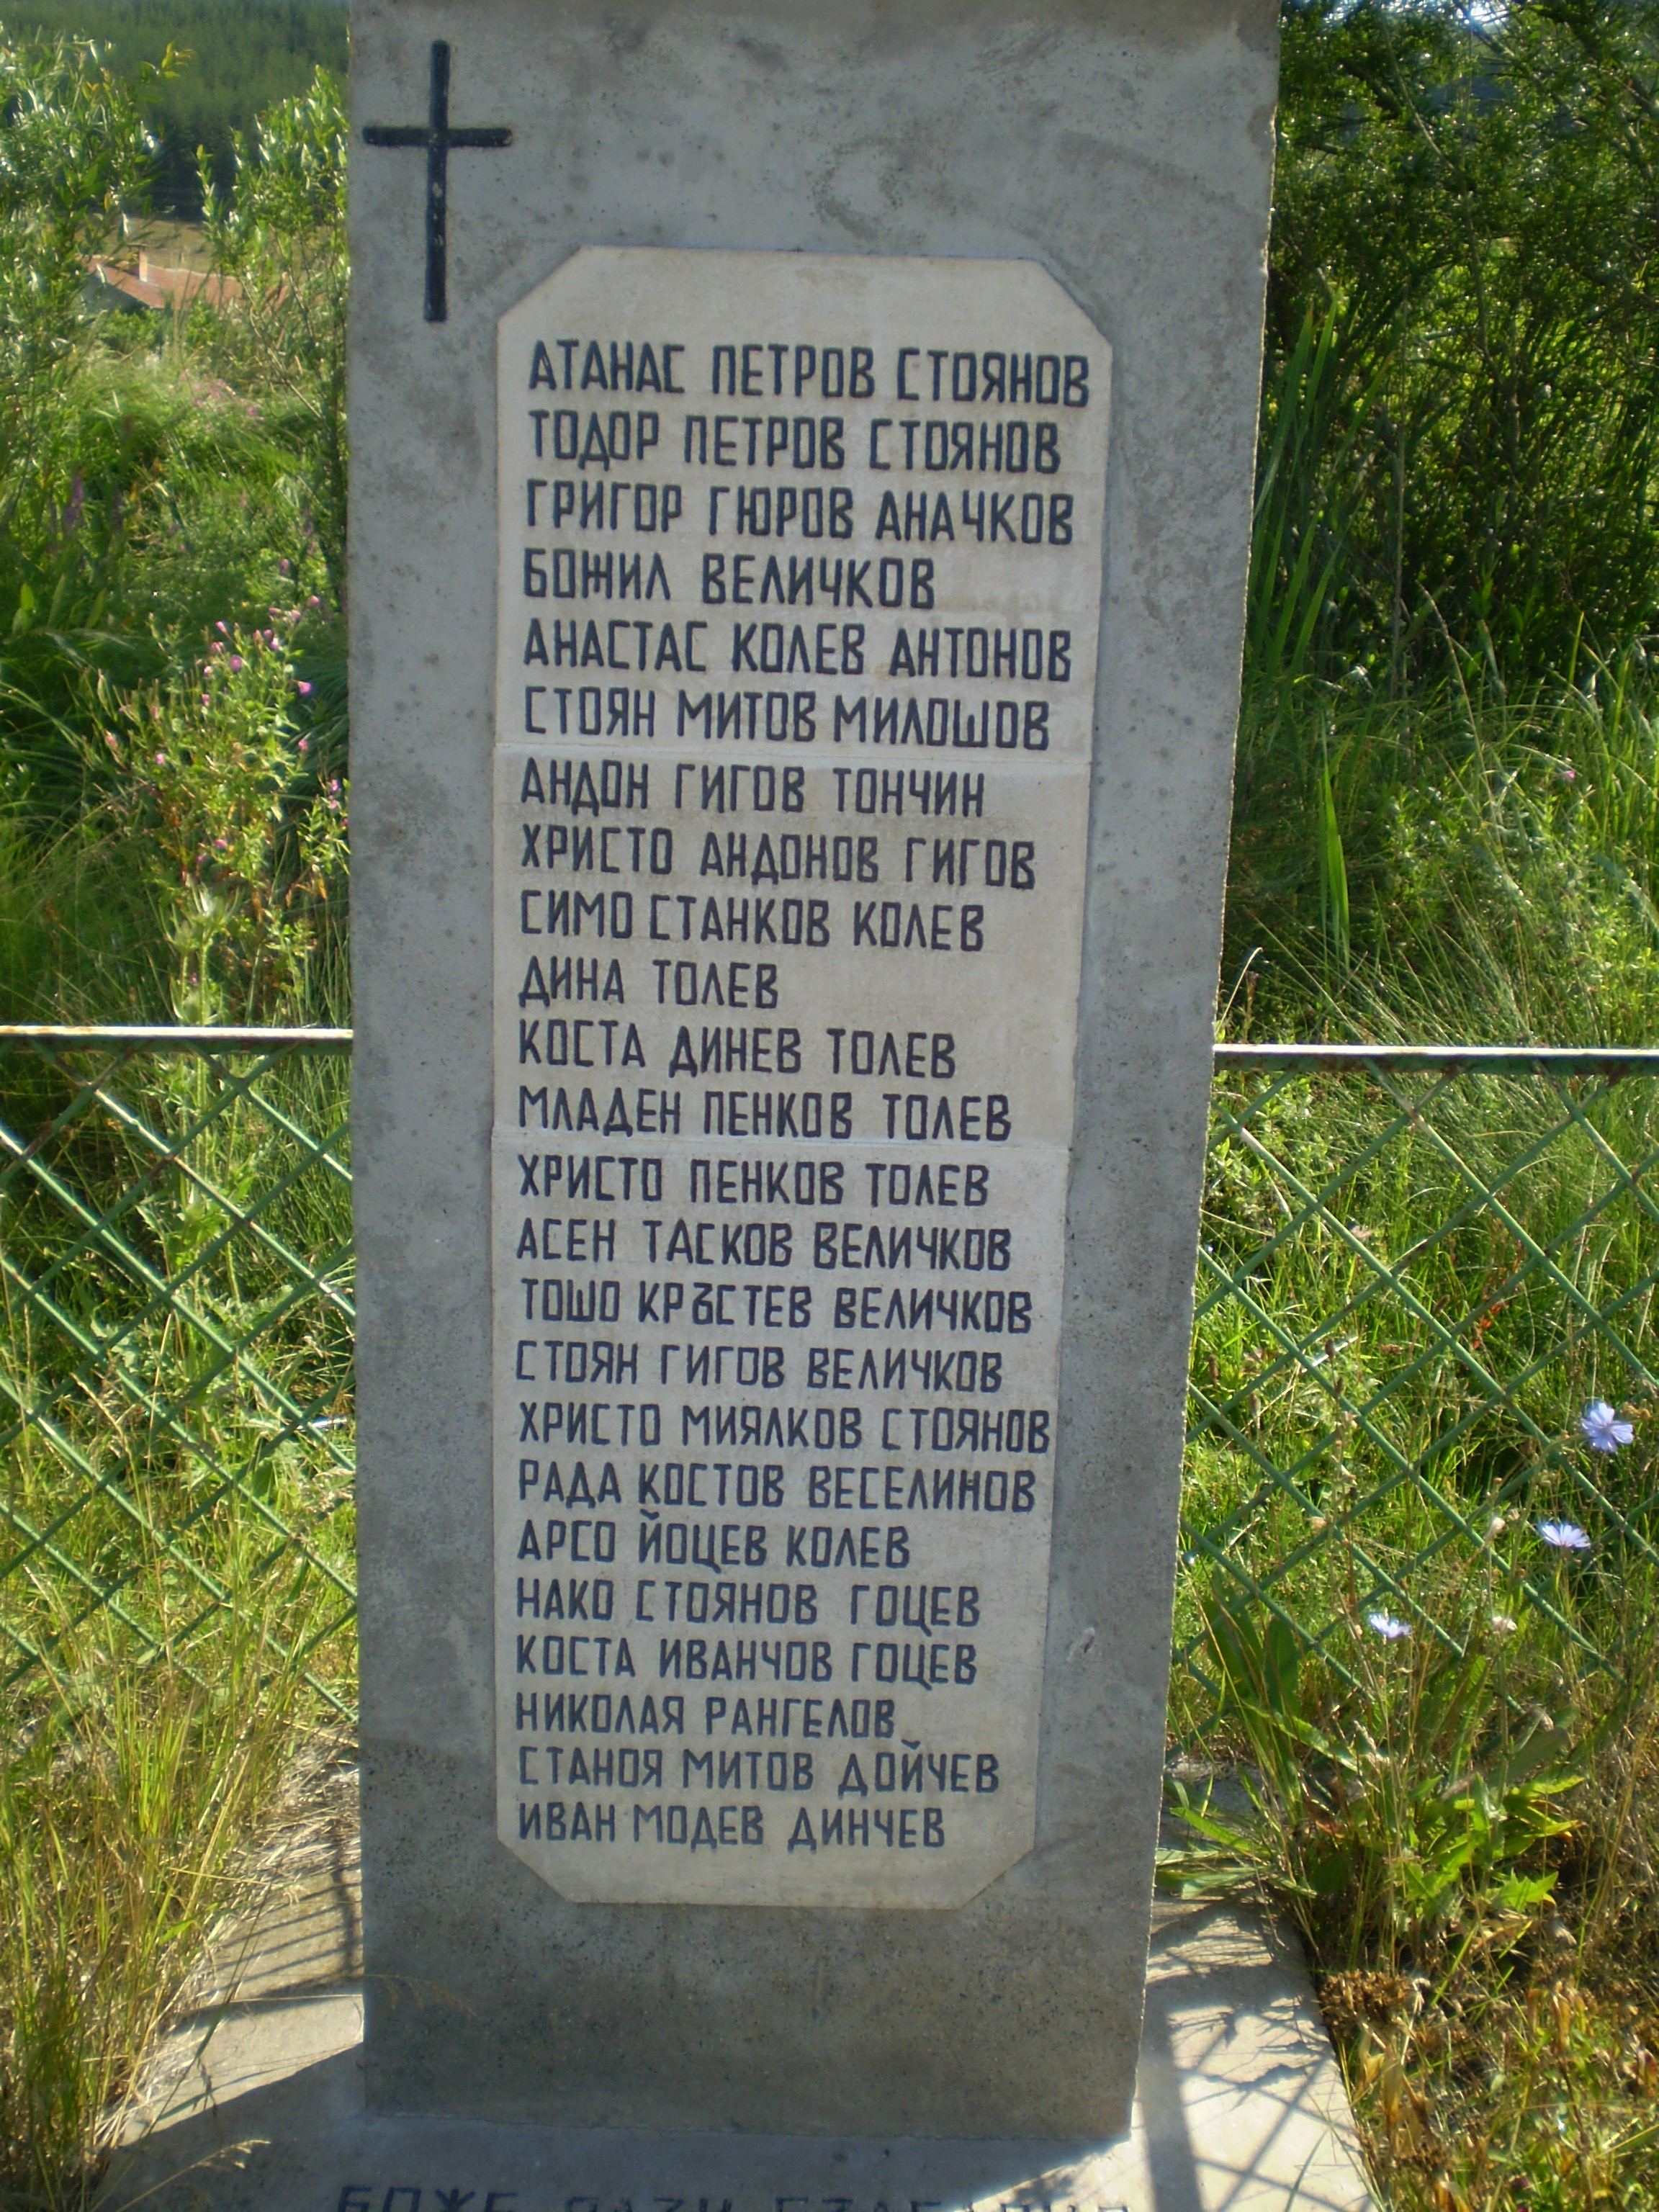 АТАНАС ПЕТРОВ СТОЯНОВ
ТОДОР ПЕТРОВ СТОЯНОВ
ГРИГОР ГЮРОВ АНАЧКОВ
БОЖИЛ ВЕЛИЧКОВ
АНАСТАС КОЛЕВ АНТОНОВ
СТОЯН МИТОВ МИЛОШОВ
АНДОН ГИГОВ ТОНЧИН
ХРИСТО АНДОНОВ ГИГОВ
СИМО СТАНКОВ КОЛЕВ
ДИНА ТОЛЕВ
КОСТА ДИНЕВ ТОЛЕВ
МЛАДЕН ПЕНКОВ ТОЛЕВ
ХРИСТО ПЕНКОВ ТОЛЕВ
АСЕН ТАСКОВ ВЕЛИЧКОВ
ТОШО КРЪСТЕВ ВЕЛИЧКОВ
СТОЯН ГИГОВ ВЕЛИЧКОВ
ХРИСТО МИЯЛКОВ СТОЯНОВ
РАДА КОСТОВ ВЕСЕЛИНОВ
АРСО ЙОЦЕВ КОЛЕВ
НАКО СТОЯНОВ ГОЦЕВ
КОСТА ИВАНЧОВ ГОЦЕВ
НИКОЛАЯ РАНГЕЛОВ
СТАНОЯ МИТОВ ДОЙЧЕВ
ИВАН МОДЕВ ДИНЧЕВ
БОЖЕ ПАЗИ